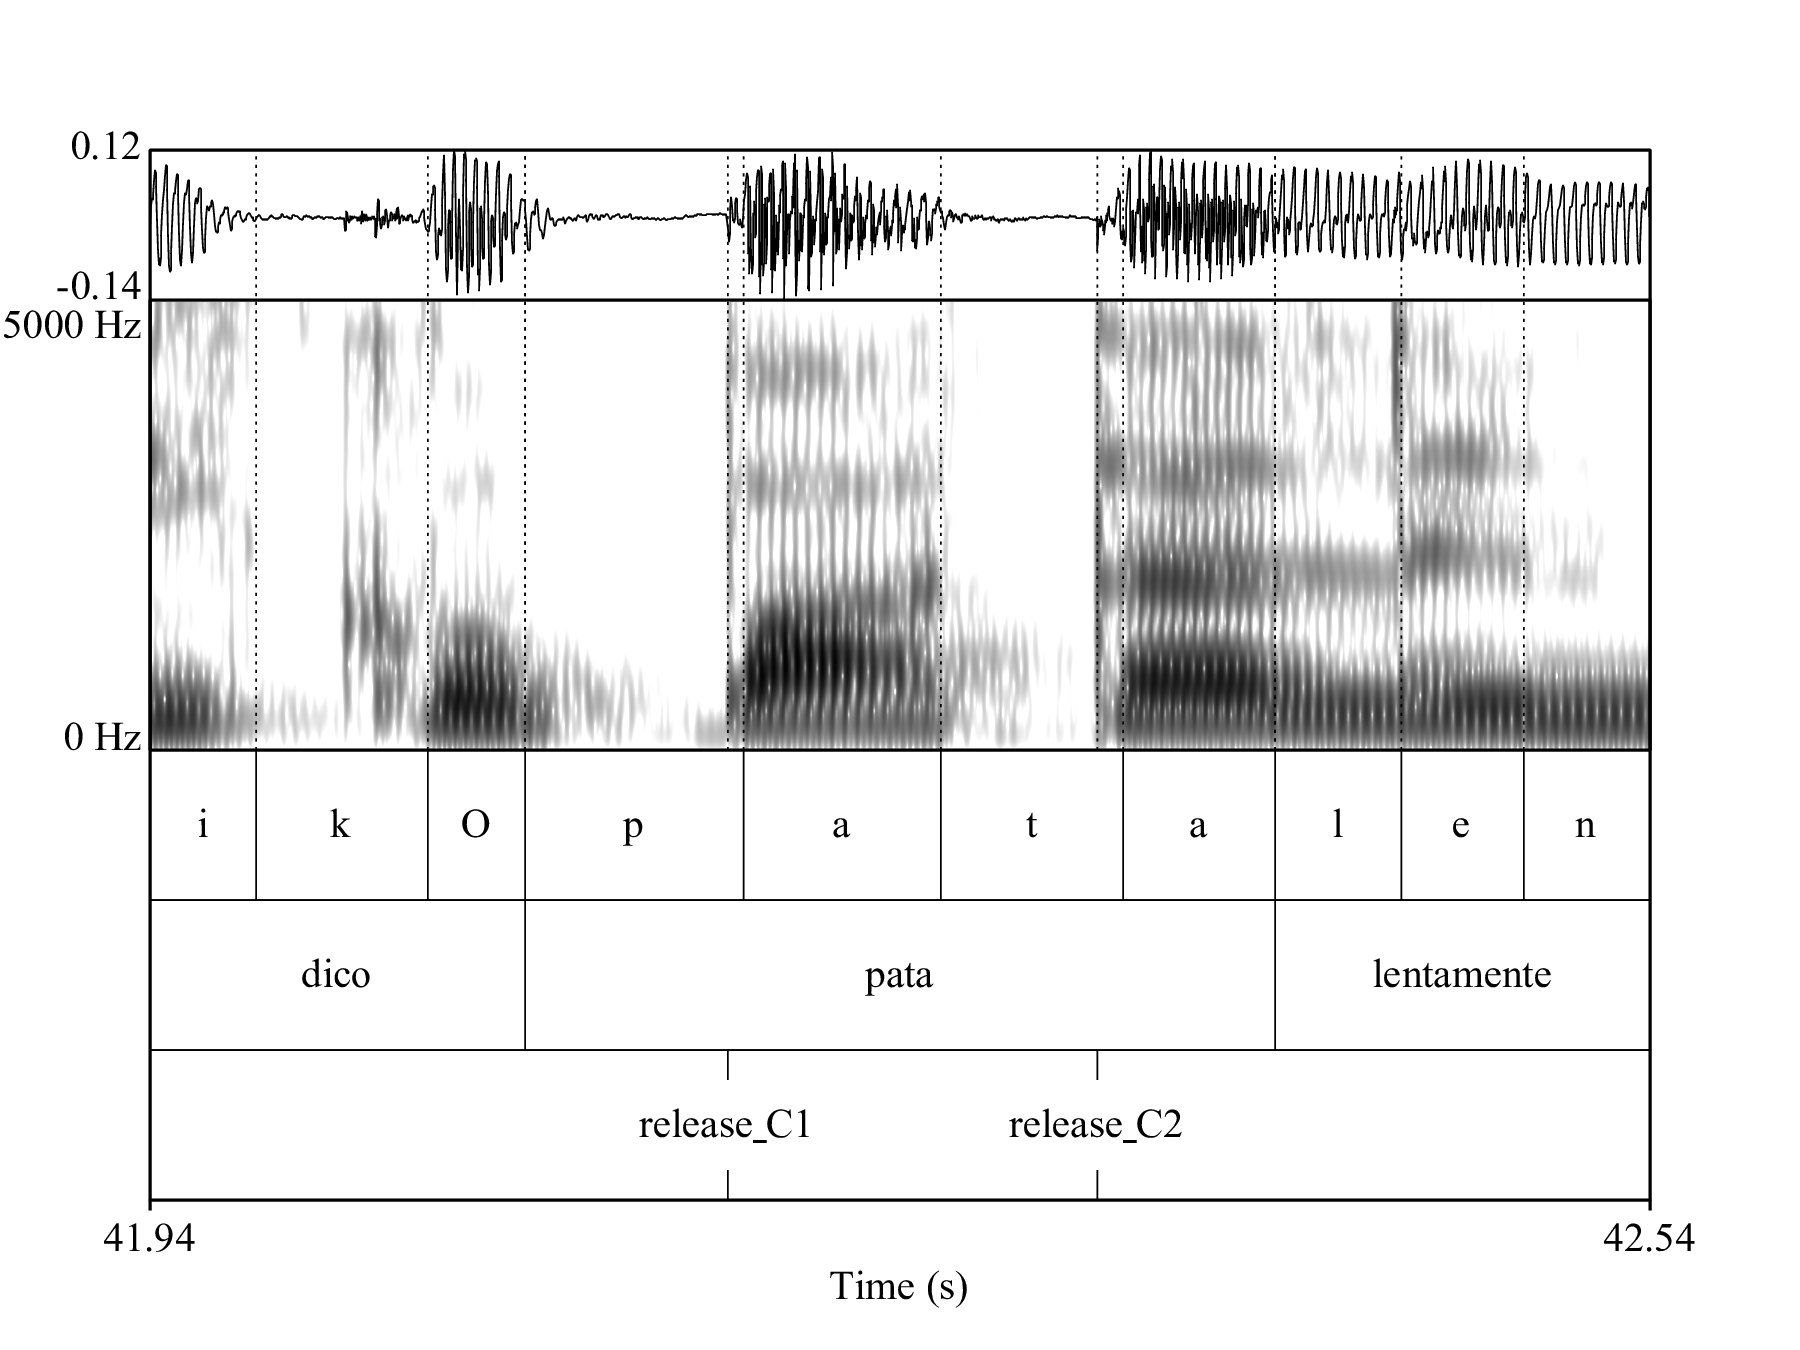 0.12
-0.14
5000 Hz
0 Hz
i k O p a t a l e n
dico pata lentamente
release_C1 release_C2
41.94 42.54
Time (s)